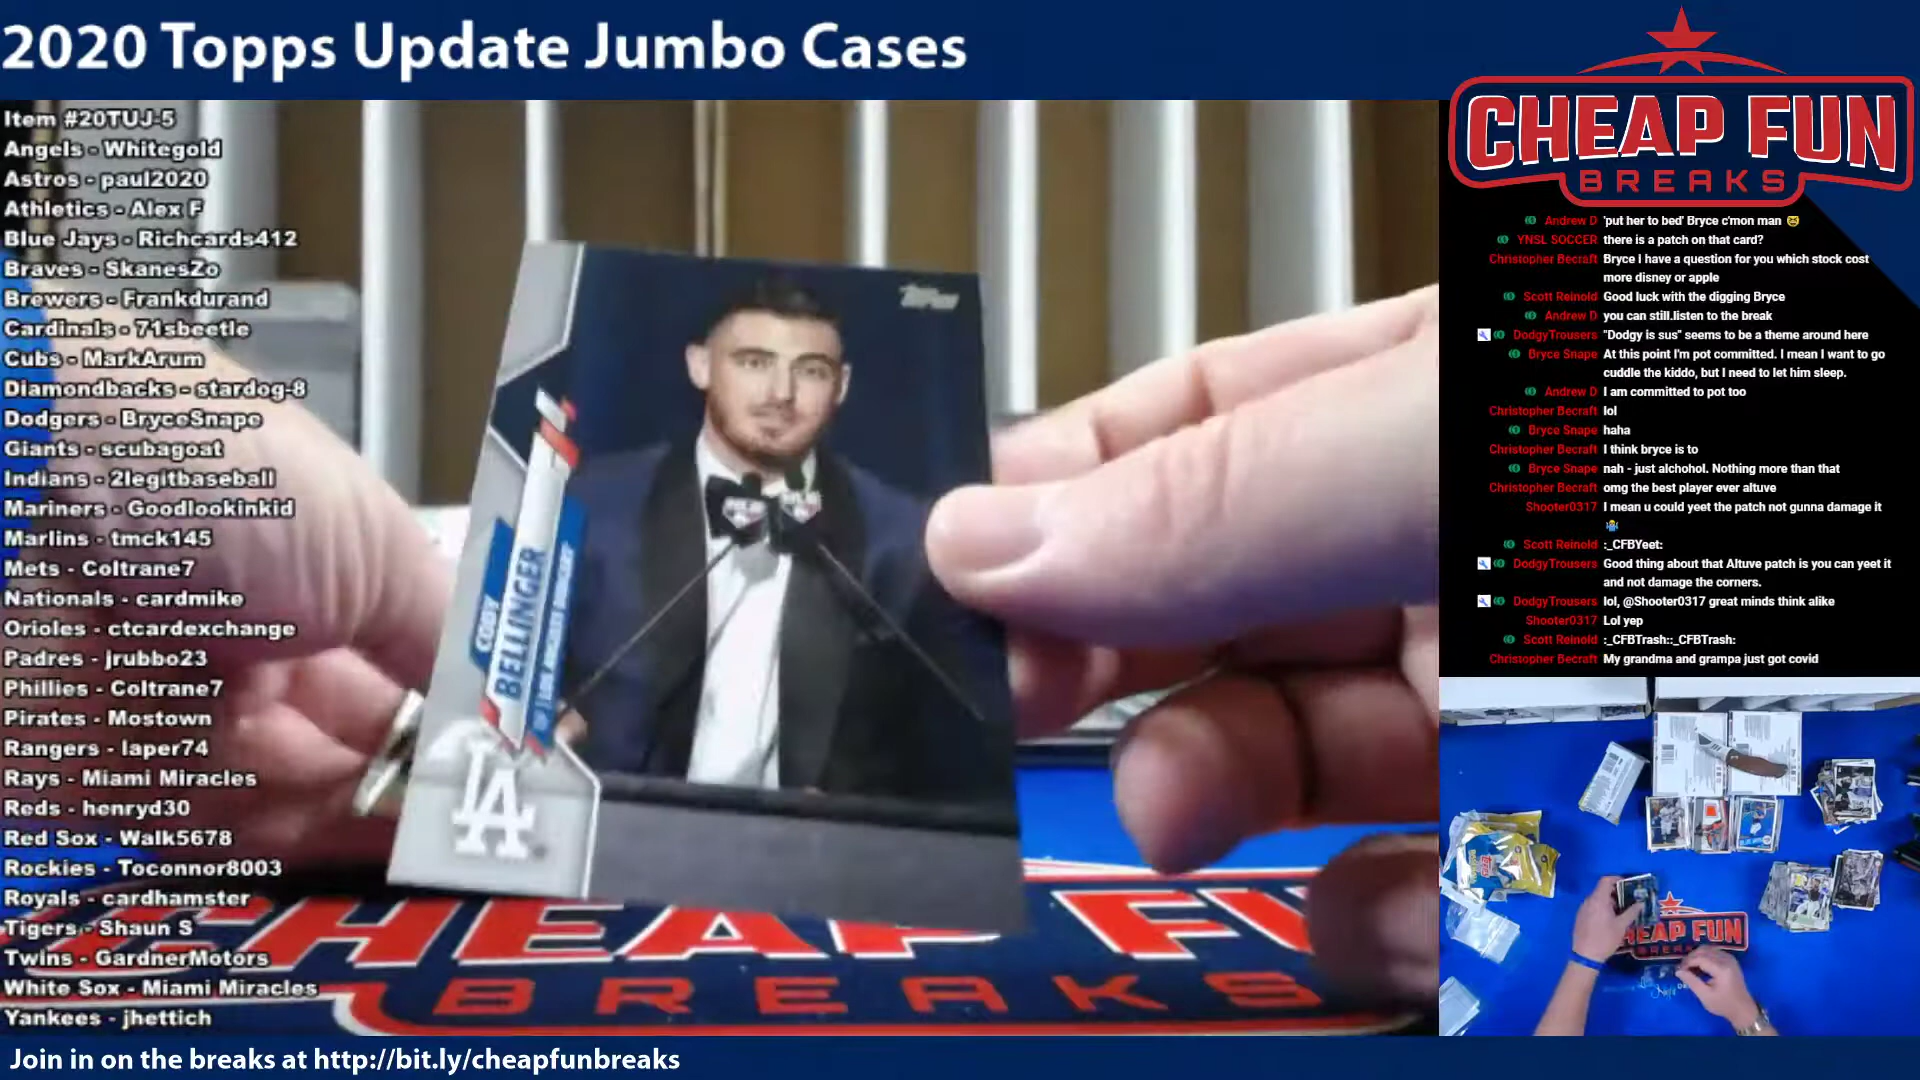 2020 Topps Update Jumbo Cases
CHEAP FUN
BREAKS
Item #20TUJ-5
Angels - Whitegold
Astros - paul2020
Athletics - Alex F
Blue Jays - Richcards412
Braves - SkanesZo
Brewers - Frankdurand
Cardinals - 71sbeetle
Cubs - MarkArum
Diamondbacks - stardog-8
Dodgers - BryceSnape
Giants - scubagoat
Indians - 2legitbaseball
Mariners - Goodlookinkid
Marlins - tmck145
Mets - Coltrane7
Nationals - cardmike
Orioles - ctcardexchange
Padres - jrubbo23
Phillies - Coltrane7
Pirates - Mostown
Rangers - laper74
Rays - Miami Miracles
Reds - henryd30
Red Sox - Walk5678
Rockies - Toconnor8003
Royals - cardhamster
Tigers - Shaun S
Twins - GardnerMotors
White Sox - Miami Miracles
Yankees - jhettich
Topps
CODY
BELLINGER
OF | LOS ANGELES DODGERS
LA
CHEAP FU
BREAKS
Andrew D 'put her to bed' Bryce c'mon man
YNSL SOCCER there is a patch on that card?
Christopher Becraft Bryce I have a question for you which stock cost
more disney or apple
Scott Reinold Good luck with the digging Bryce
Andrew D you can still.listen to the break
DodgyTrousers "Dodgy is sus" seems to be a theme around here
Bryce Snape At this point I'm pot committed. I mean I want to go
cuddle the kiddo, but I need to let him sleep.
Andrew D I am committed to pot too
Christopher Becraft lol
Bryce Snape haha
Christopher Becraft I think bryce is to
Bryce Snape nah - just alchohol. Nothing more than that
Christopher Becraft omg the best player ever altuve
Shooter0317 I mean u could yeet the patch not gunna damage it
Scott Reinold :_CFBYeet:
DodgyTrousers Good thing about that Altuve patch is you can yeet it
and not damage the corners.
DodgyTrousers lol, @Shooter0317 great minds think alike
Shooter0317 Lol yep
Scott Reinold :_CFBTrash::_CFBTrash:
Christopher Becraft My grandma and grampa just got covid
CHEAP FUN
BREAKS
Join in on the breaks at http://bit.ly/cheapfunbreaks